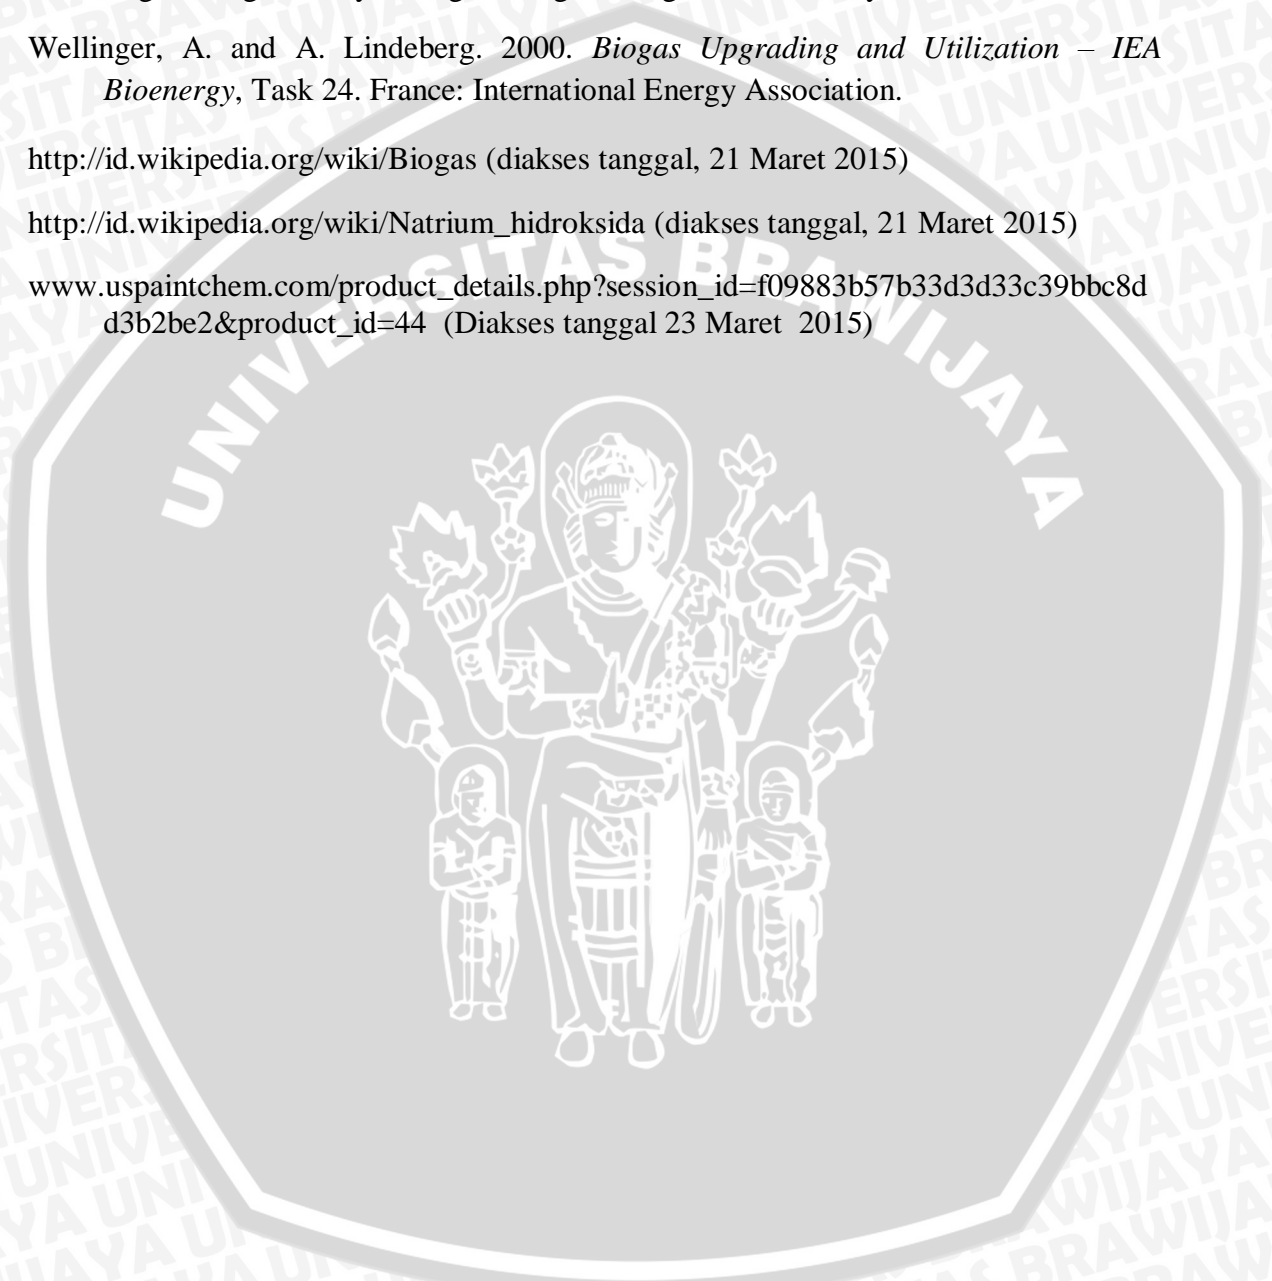 Wellinger, A. and A. Lindeberg. 2000. Biogas Upgrading and Utilization – IEA
Bioenergy, Task 24. France: International Energy Association.
http://id.wikipedia.org/wiki/Biogas (diakses tanggal, 21 Maret 2015)
http://id.wikipedia.org/wiki/Natrium_hidroksida (diakses tanggal, 21 Maret 2015)
www.uspaintchem.com/product_details.php?session_id=f09883b57b33d3d33c39bbc8d
d3b2be2&product_id=44 (Diakses tanggal 23 Maret 2015)
UNIVERSITAS BRAWIJAYA